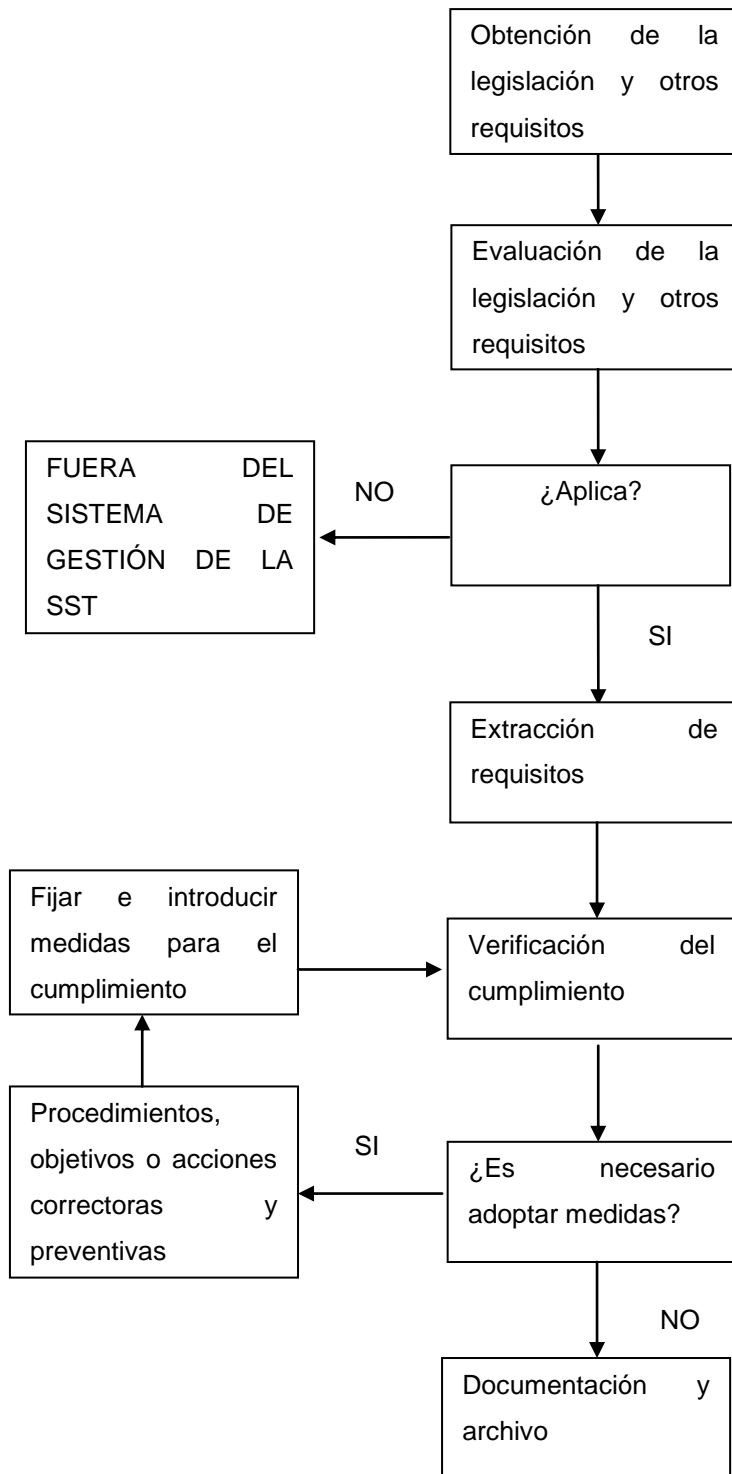 Obtención de la
legislación y otros
requisitos
Evaluación de la
legislación y otros
requisitos
¿Aplica?
NO
FUERA DEL
SISTEMA DE
GESTIÓN DE LA
SST
SI
Extracción de
requisitos
Verificación del
cumplimiento
¿Es necesario
adoptar medidas?
SI
Procedimientos,
objetivos o acciones
correctoras y
preventivas
Fijar e introducir
medidas para el
cumplimiento
NO
Documentación y
archivo